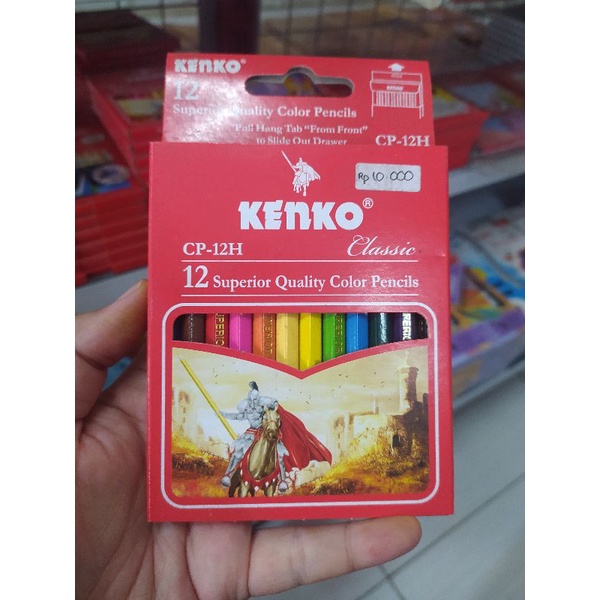 KENKO
12
Superior Quality Color Pencils
"Pull Hang Tab "From Front"
to Slide Out Drawer
CP-12H
Rp 10.000
KENKO®
CP-12H
Classic
12 Superior Quality Color Pencils